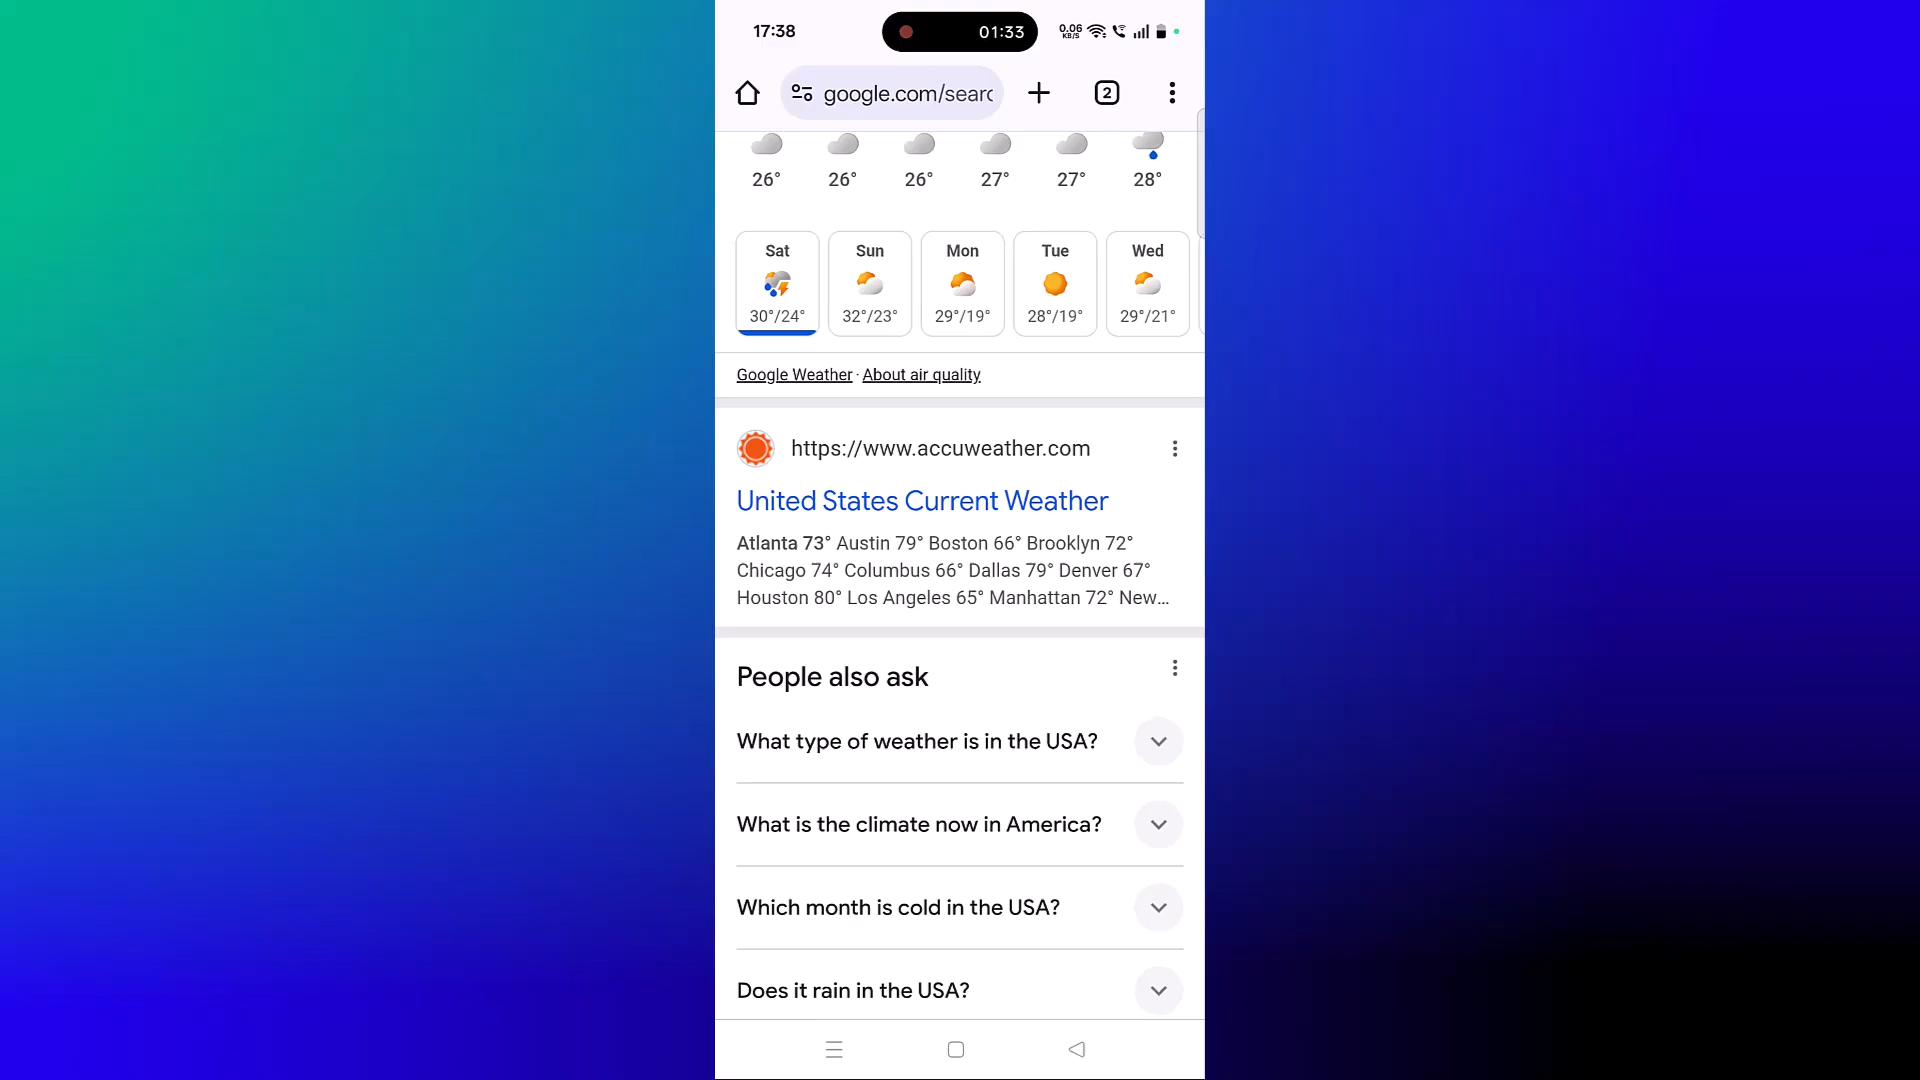 17:38
01:33
0.06
KB/S
google.com/searc
2
26° 26° 26° 27° 27° 28°
Sat Sun Mon Tue Wed
30°/24° 32°/23° 29°/19° 28°/19° 29°/21°
Google Weather · About air quality
https://www.accuweather.com
United States Current Weather
Atlanta 73° Austin 79° Boston 66° Brooklyn 72°
Chicago 74° Columbus 66° Dallas 79° Denver 67°
Houston 80° Los Angeles 65° Manhattan 72° New...
People also ask
What type of weather is in the USA?
What is the climate now in America?
Which month is cold in the USA?
Does it rain in the USA?